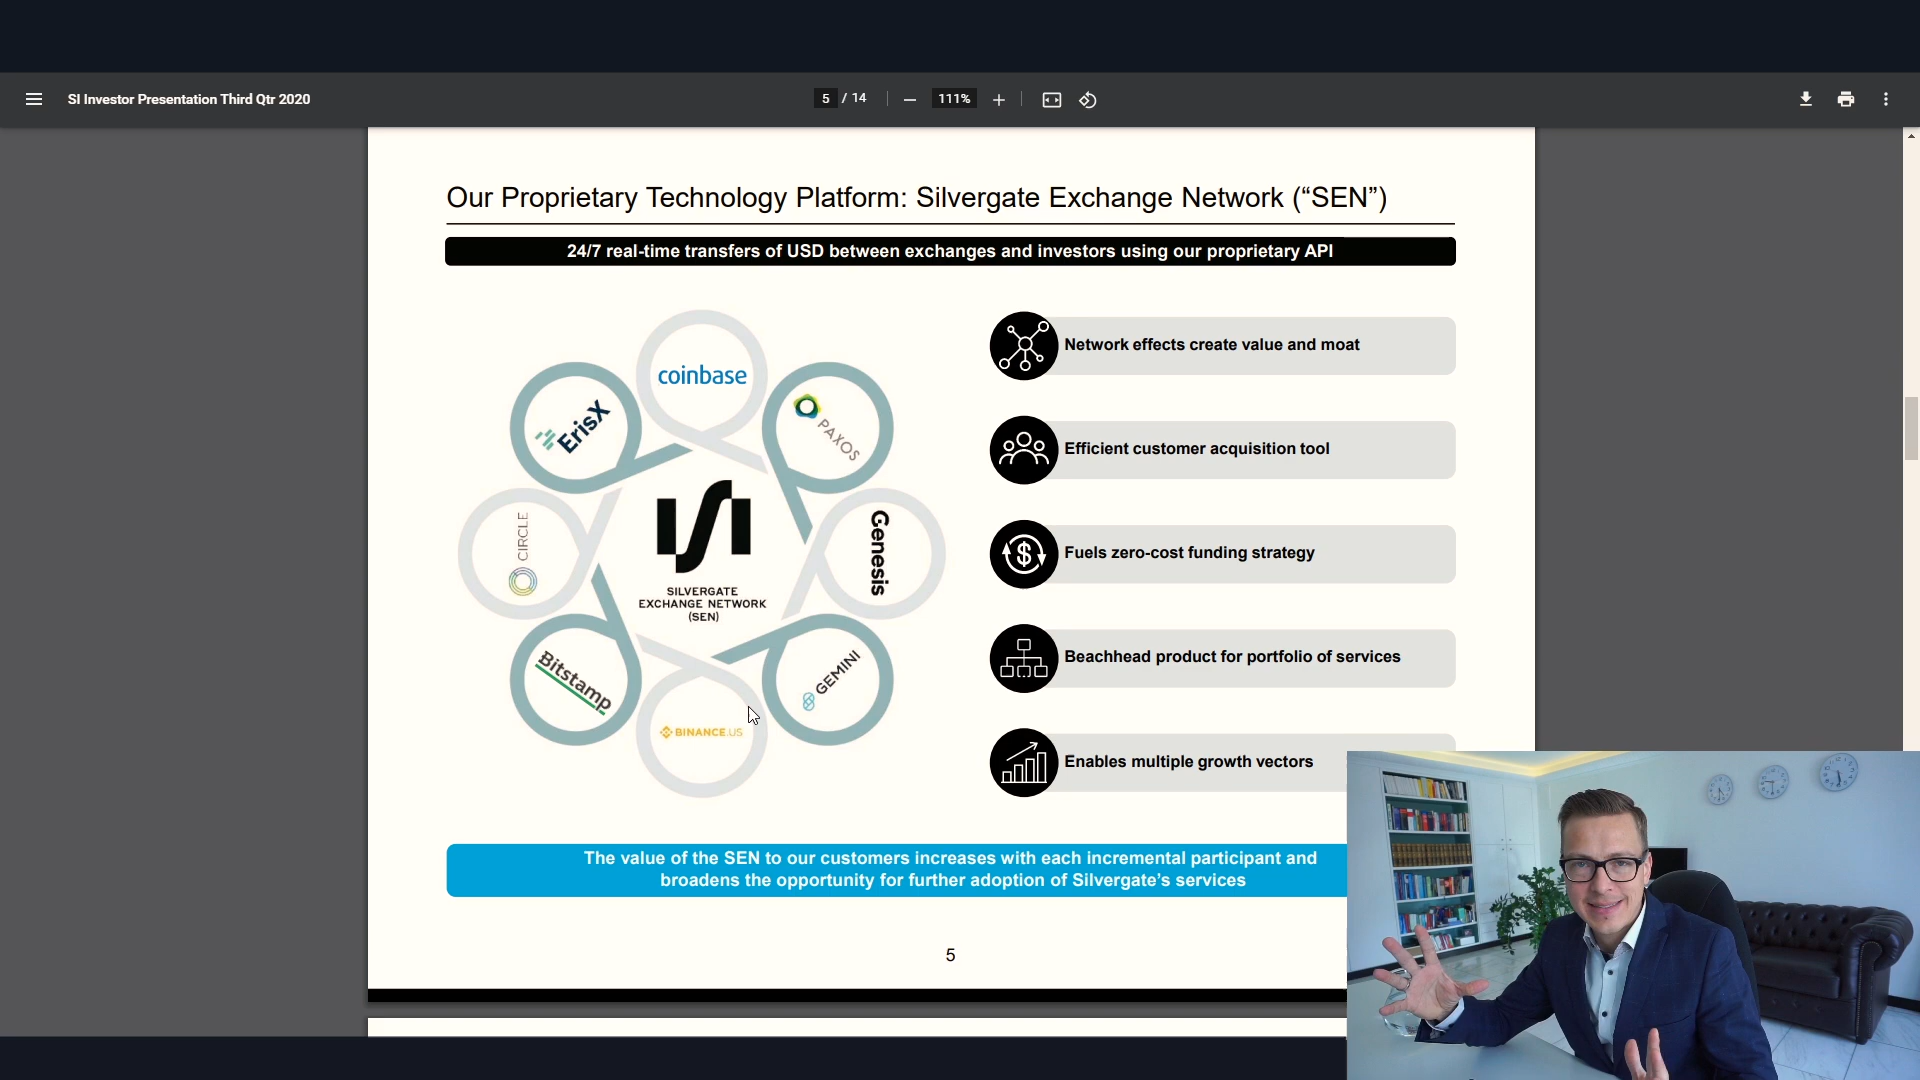 SI Investor Presentation Third Qtr 2020
5 / 14
111%
Our Proprietary Technology Platform: Silvergate Exchange Network (“SEN”)
24/7 real-time transfers of USD between exchanges and investors using our proprietary API
coinbase
ErisX
PAXOS
CIRCLE
Genesis
SILVERGATE
EXCHANGE NETWORK
(SEN)
Bitstamp
GEMINI
BINANCE.US
Network effects create value and moat
Efficient customer acquisition tool
$
Fuels zero-cost funding strategy
Beachhead product for portfolio of services
Enables multiple growth vectors
The value of the SEN to our customers increases with each incremental participant and
broadens the opportunity for further adoption of Silvergate’s services
5